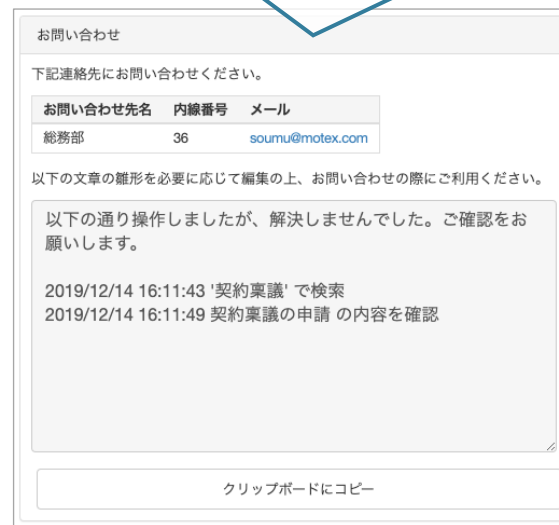 お問い合わせ
下記連絡先にお問い合わせください。
お問い合わせ先名 内線番号 メール
総務部 36 soumu@motex.com
以下の文章の雛形を必要に応じて編集の上、お問い合わせの際にご利用ください。
以下の通り操作しましたが、解決しませんでした。ご確認をお
願いします。
2019/12/14 16:11:43 '契約稟議' で検索
2019/12/14 16:11:49 契約稟議の申請 の内容を確認
クリップボードにコピー